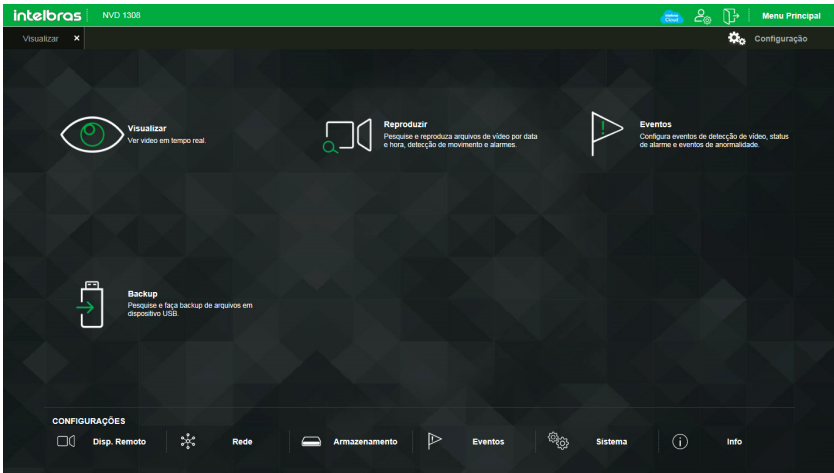 intelbras NVD 1308 intelbras Cloud Menu Principal
Visualizar × Configuração
Visualizar
Ver vídeo em tempo real.
Reproduzir
Pesquise e reproduza arquivos de vídeo por data
e hora, detecção de movimento e alarmes.
Eventos
Configura eventos de detecção de vídeo, status
de alarme e eventos de anormalidade.
Backup
Pesquise e faça backup de arquivos em
dispositivo USB.
CONFIGURAÇÕES
Disp. Remoto Rede Armazenamento Eventos Sistema Info